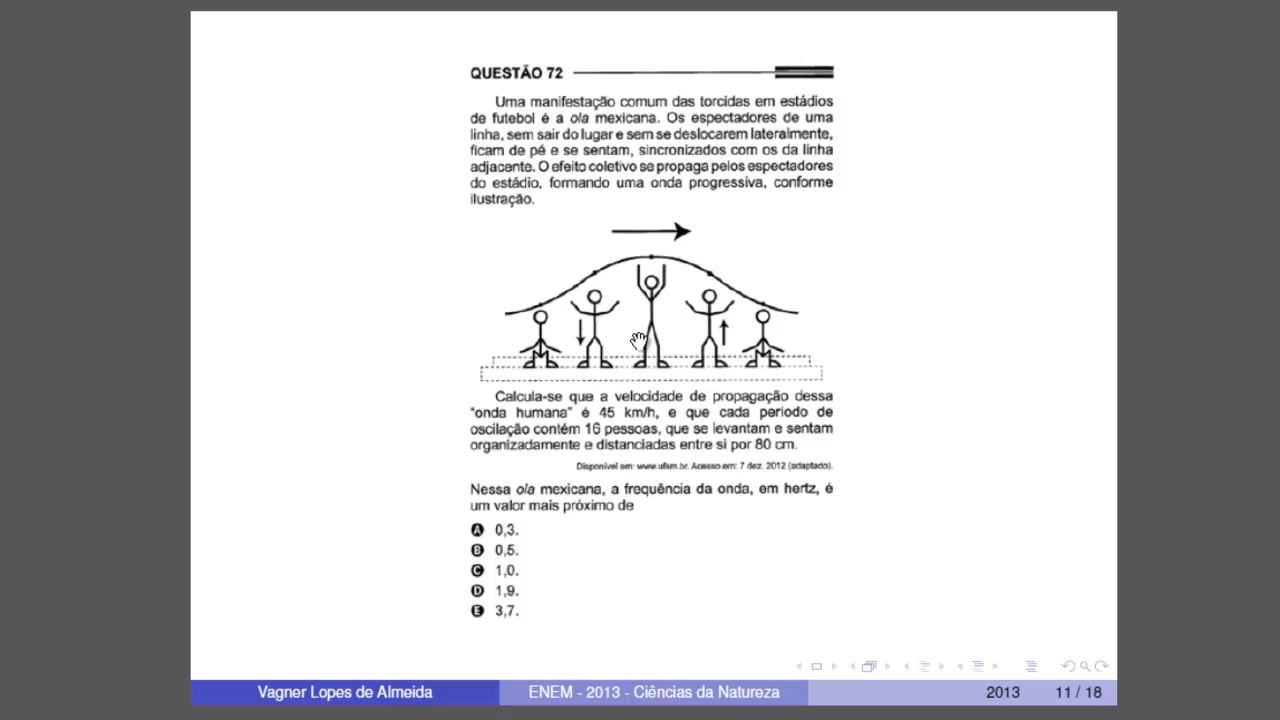 QUESTÃO 72
Uma manifestação comum das torcidas em estádios
de futebol é a ola mexicana. Os espectadores de uma
linha, sem sair do lugar e sem se deslocarem lateralmente,
ficam de pé e se sentam, sincronizados com os da linha
adjacente. O efeito coletivo se propaga pelos espectadores
do estádio, formando uma onda progressiva, conforme
ilustração.
Calcula-se que a velocidade de propagação dessa
“onda humana” é 45 km/h, e que cada período de
oscilação contém 16 pessoas, que se levantam e sentam
organizadamente e distanciadas entre si por 80 cm.
Disponível em: www.ufsm.br. Acesso em: 7 dez. 2012 (adaptado).
Nessa ola mexicana, a frequência da onda, em hertz, é
um valor mais próximo de
A 0,3.
B 0,5.
C 1,0.
D 1,9.
E 3,7.
Vagner Lopes de Almeida ENEM - 2013 - Ciências da Natureza 2013 11 / 18